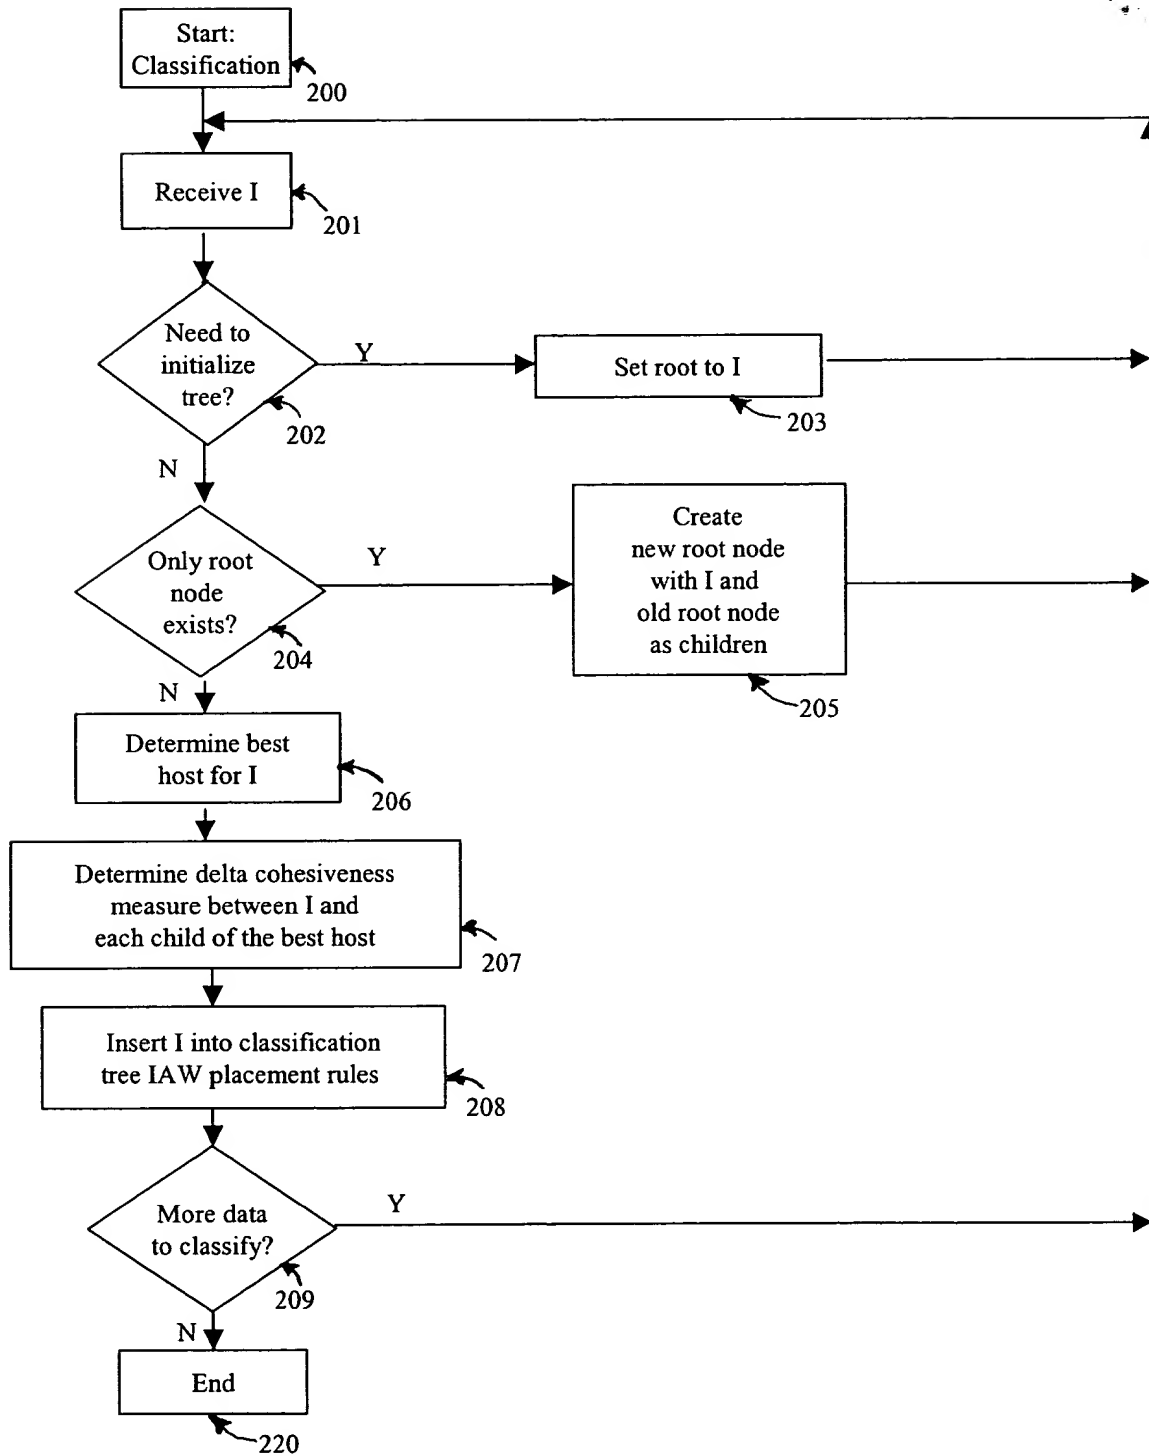 Start:
Classification
200
Receive I
201
Need to
initialize
tree?
202
Y
Set root to I
203
N
Only root
node
exists?
204
Y
Create
new root node
with I and
old root node
as children
205
N
Determine best
host for I
206
Determine delta cohesiveness
measure between I and
each child of the best host
207
Insert I into classification
tree IAW placement rules
208
More data
to classify?
209
Y
N
End
220